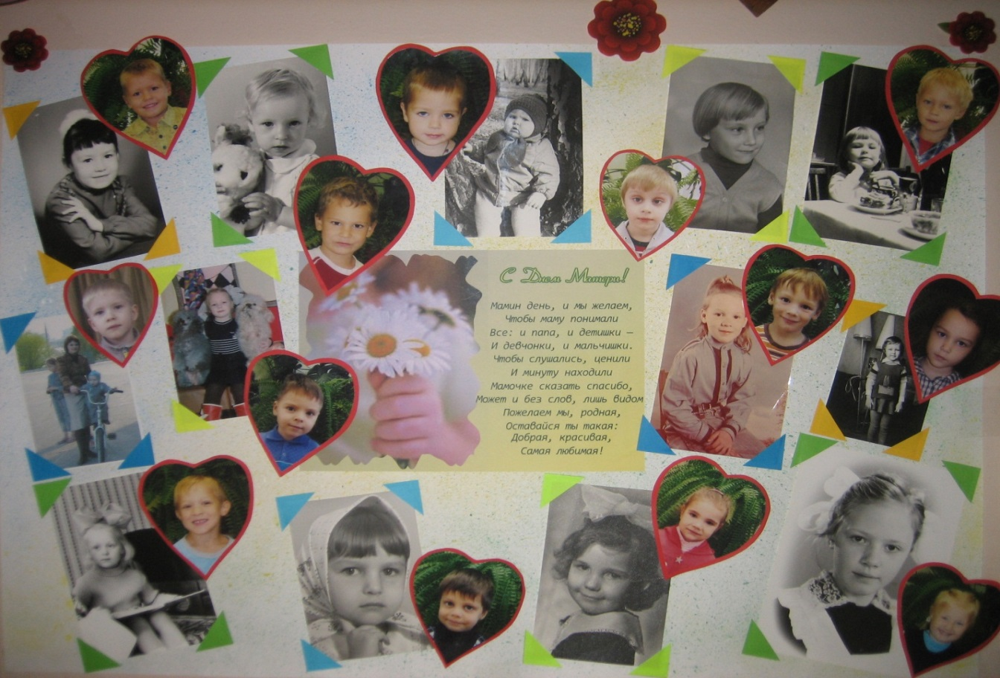 С Днем Матери!
Мамин день, и мы желаем,
Чтобы маму понимали
Все: и папа, и детишки –
И девчонки, и мальчишки.
Чтобы слушались, ценили
И минуту находили
Мамочке сказать спасибо,
Может и без слов, лишь видом
Пожелаем мы, родная,
Оставайся ты такая:
Добрая, красивая,
Самая любимая!